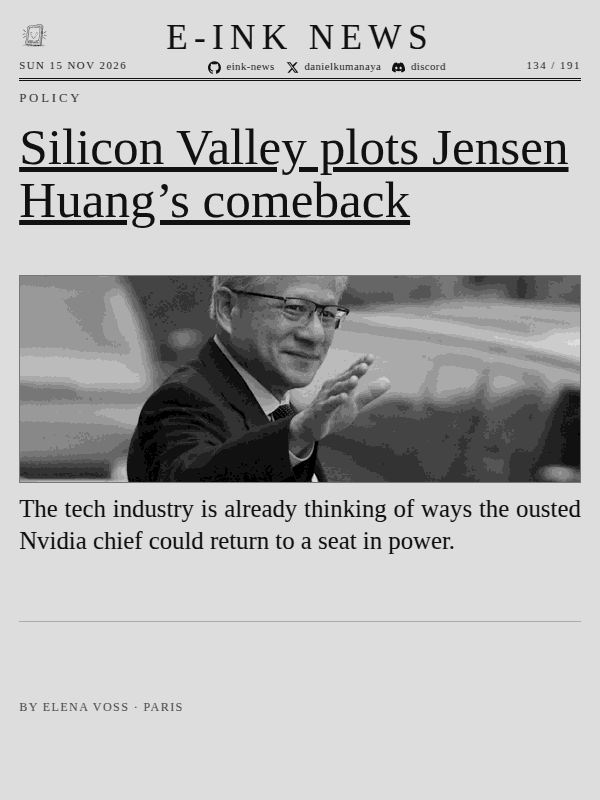 E-INK NEWS
SUN 15 NOV 2026
eink-news danielkumanaya discord
134 / 191
POLICY
Silicon Valley plots Jensen
Huang’s comeback
The tech industry is already thinking of ways the ousted
Nvidia chief could return to a seat in power.
BY ELENA VOSS · PARIS